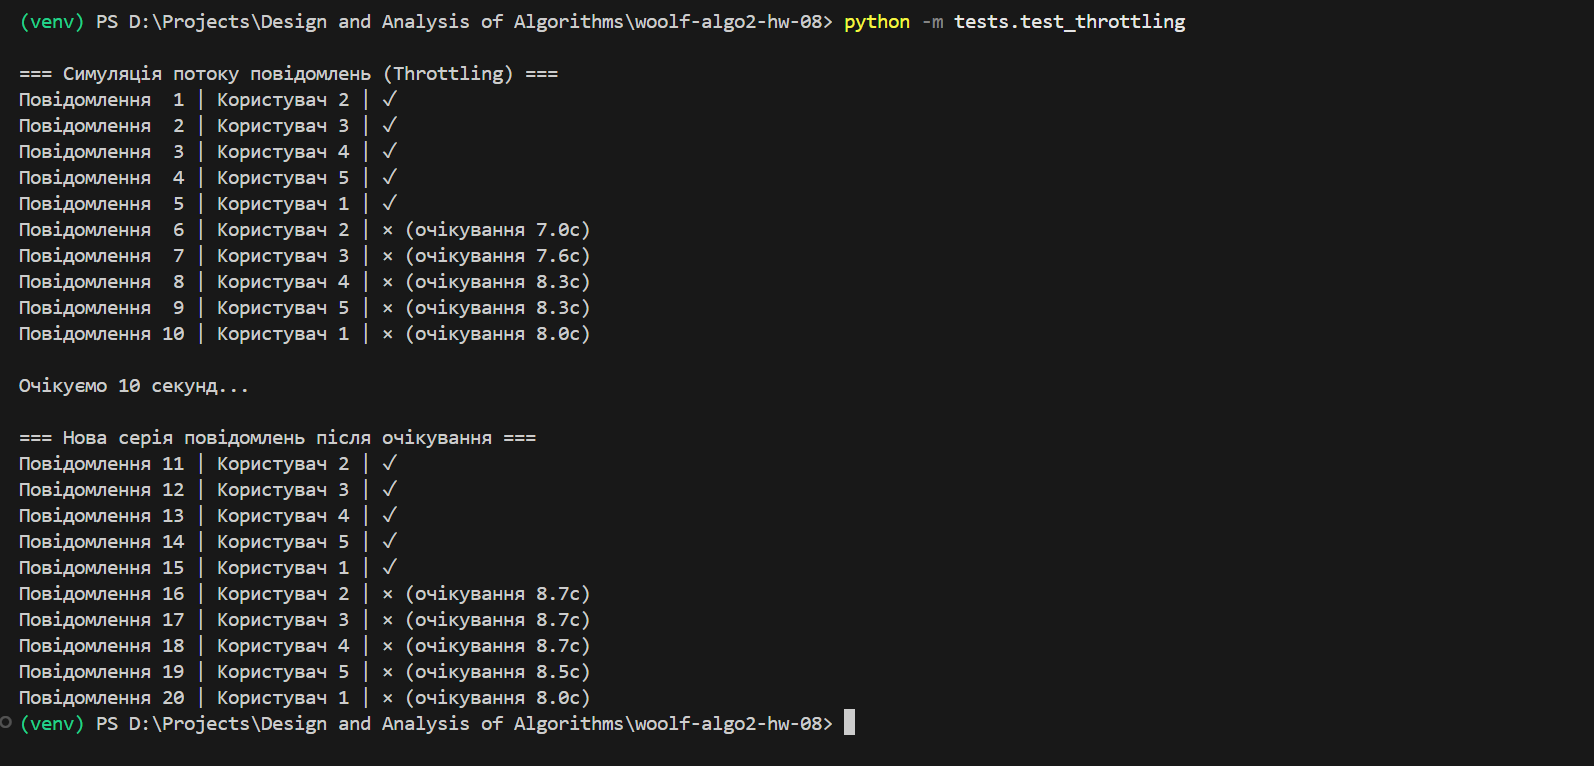 (venv) PS D:\Projects\Design and Analysis of Algorithms\woolf-algo2-hw-08> python -m tests.test_throttling
=== Симуляція потоку повідомлень (Throttling) ===
Повідомлення  1 | Користувач 2 | ✓
Повідомлення  2 | Користувач 3 | ✓
Повідомлення  3 | Користувач 4 | ✓
Повідомлення  4 | Користувач 5 | ✓
Повідомлення  5 | Користувач 1 | ✓
Повідомлення  6 | Користувач 2 | × (очікування 7.0с)
Повідомлення  7 | Користувач 3 | × (очікування 7.6с)
Повідомлення  8 | Користувач 4 | × (очікування 8.3с)
Повідомлення  9 | Користувач 5 | × (очікування 8.3с)
Повідомлення 10 | Користувач 1 | × (очікування 8.0с)
Очікуємо 10 секунд...
=== Нова серія повідомлень після очікування ===
Повідомлення 11 | Користувач 2 | ✓
Повідомлення 12 | Користувач 3 | ✓
Повідомлення 13 | Користувач 4 | ✓
Повідомлення 14 | Користувач 5 | ✓
Повідомлення 15 | Користувач 1 | ✓
Повідомлення 16 | Користувач 2 | × (очікування 8.7с)
Повідомлення 17 | Користувач 3 | × (очікування 8.7с)
Повідомлення 18 | Користувач 4 | × (очікування 8.7с)
Повідомлення 19 | Користувач 5 | × (очікування 8.5с)
Повідомлення 20 | Користувач 1 | × (очікування 8.0с)
(venv) PS D:\Projects\Design and Analysis of Algorithms\woolf-algo2-hw-08>